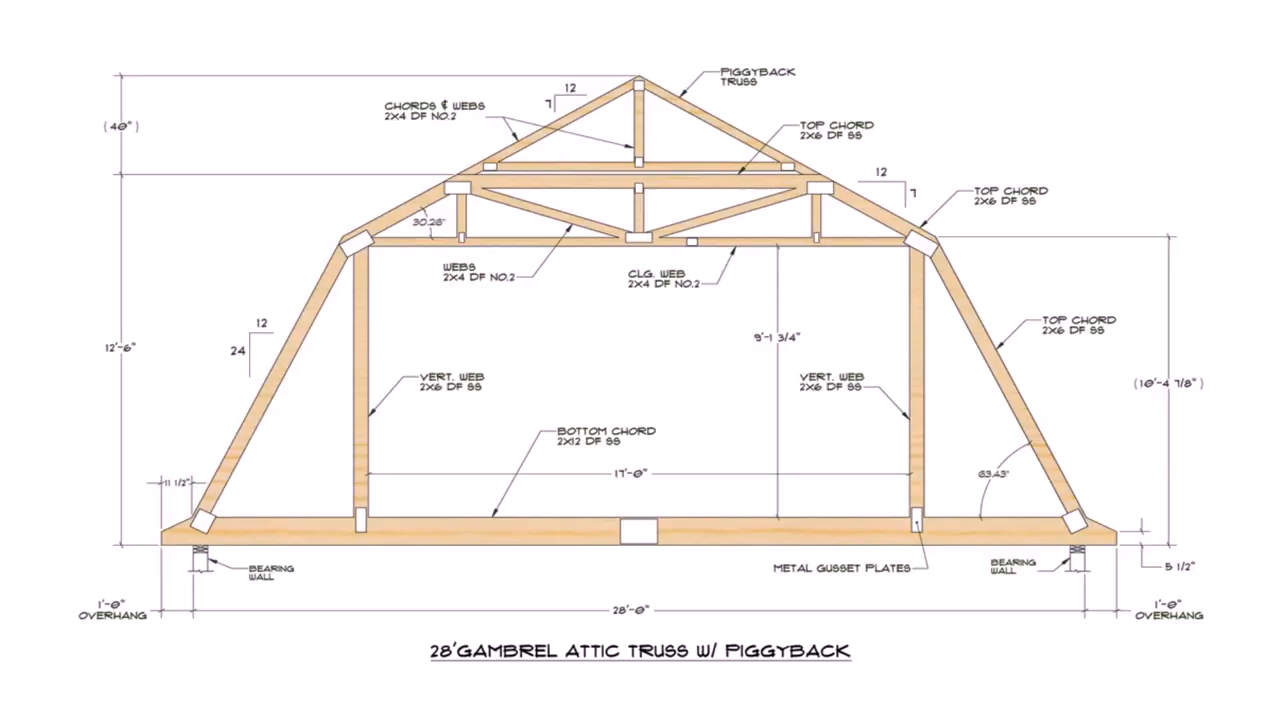 PIGGYBACK
TRUSS
12
7
CHORDS & WEBS
2X4 DF NO.2
(40")
TOP CHORD
2X6 DF SS
12
7
TOP CHORD
2X6 DF SS
30.26°
WEBS
2X4 DF NO.2
CLG. WEB
2X4 DF NO.2
12
24
TOP CHORD
2X6 DF SS
12'-6"
9'-1 3/4"
VERT. WEB
2X6 DF SS
VERT. WEB
2X6 DF SS
(10'-4 7/8")
BOTTOM CHORD
2X12 DF SS
17'-0"
63.43°
11 1/2"
BEARING
WALL
METAL GUSSET PLATES
BEARING
WALL
5 1/2"
1'-0"
OVERHANG
28'-0"
1'-0"
OVERHANG
28'GAMBREL ATTIC TRUSS W/ PIGGYBACK